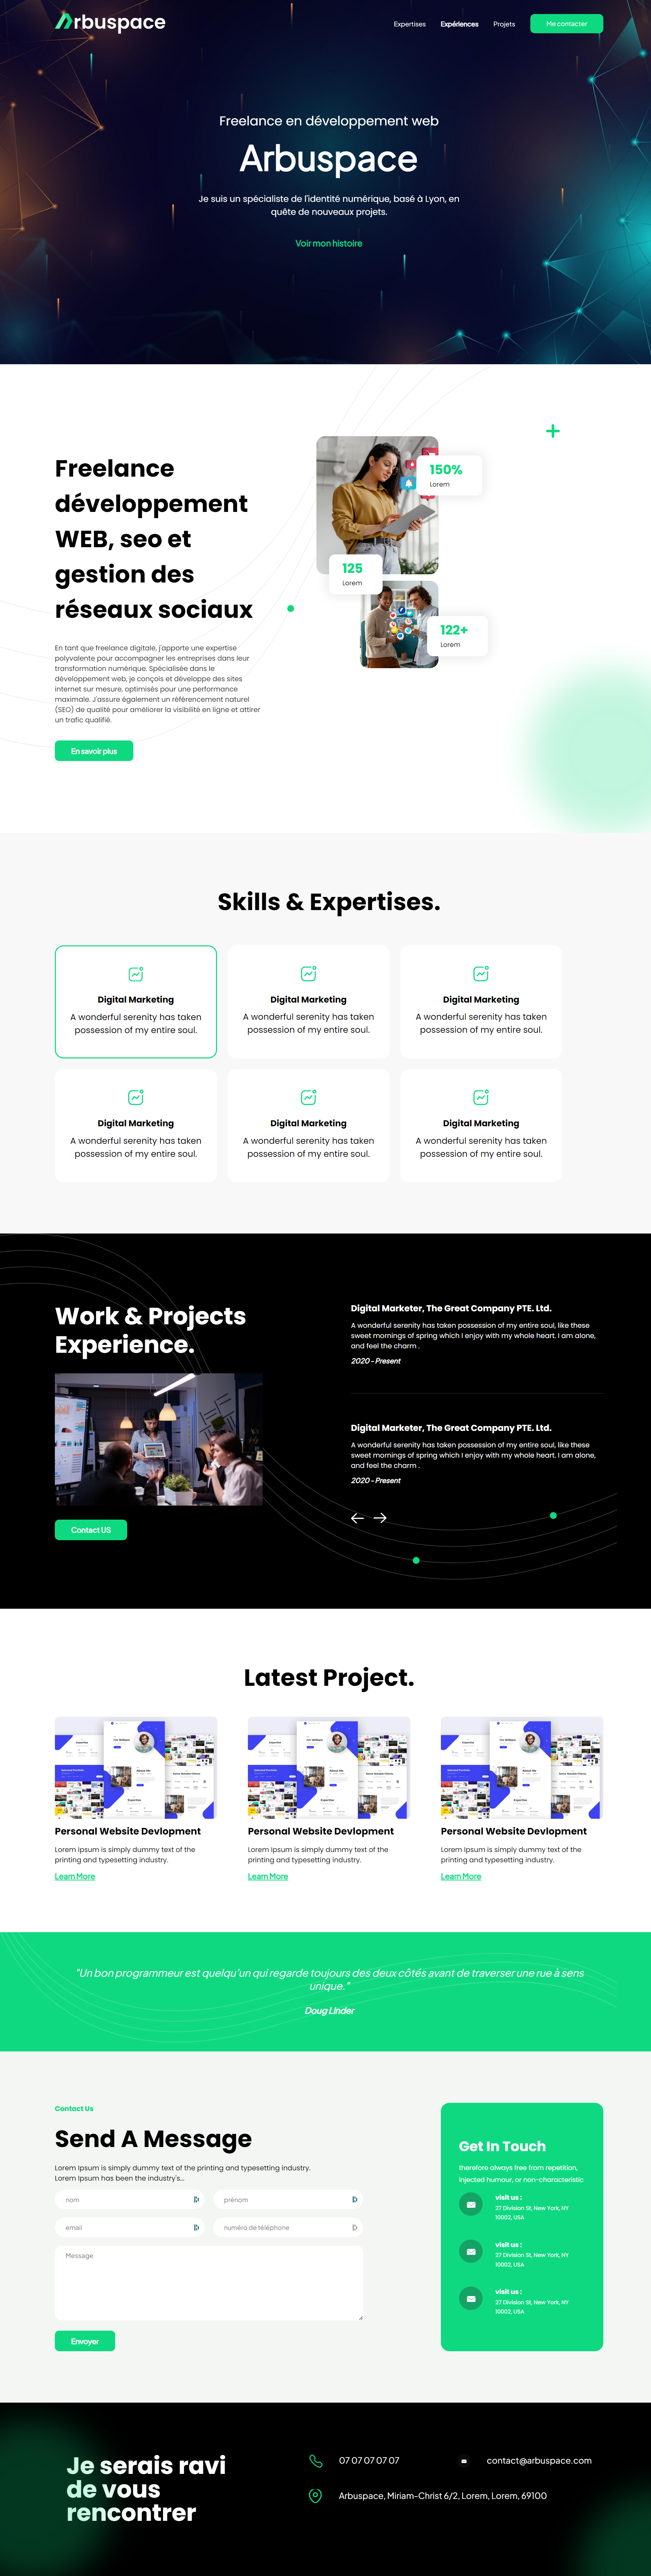 Arbuspace
Expertises
Expériences
Projets
Me contacter
Freelance en développement web
Arbuspace
Je suis un spécialiste de l'identité numérique, basé à Lyon, en
quête de nouveaux projets.
Voir mon histoire
Freelance
développement
WEB, seo et
gestion des
réseaux sociaux
En tant que freelance digitale, j'apporte une expertise
polyvalente pour accompagner les entreprises dans leur
transformation numérique. Spécialisée dans le
développement web, je conçois et développe des sites
internet sur mesure, optimisés pour une performance
maximale. J'assure également un référencement naturel
(SEO) de qualité pour améliorer la visibilité en ligne et attirer
un trafic qualifié.
En savoir plus
150%
Lorem
125
Lorem
122+
Lorem
Skills & Expertises.
Digital Marketing
A wonderful serenity has taken
possession of my entire soul.
Digital Marketing
A wonderful serenity has taken
possession of my entire soul.
Digital Marketing
A wonderful serenity has taken
possession of my entire soul.
Digital Marketing
A wonderful serenity has taken
possession of my entire soul.
Digital Marketing
A wonderful serenity has taken
possession of my entire soul.
Digital Marketing
A wonderful serenity has taken
possession of my entire soul.
Work & Projects
Experience.
Contact US
Digital Marketer, The Great Company PTE. Ltd.
A wonderful serenity has taken possession of my entire soul, like these
sweet mornings of spring which I enjoy with my whole heart. I am alone,
and feel the charm .
2020 - Present
Digital Marketer, The Great Company PTE. Ltd.
A wonderful serenity has taken possession of my entire soul, like these
sweet mornings of spring which I enjoy with my whole heart. I am alone,
and feel the charm .
2020 - Present
Latest Project.
Personal Website Devlopment
Lorem Ipsum is simply dummy text of the
printing and typesetting industry.
Learn More
Personal Website Devlopment
Lorem Ipsum is simply dummy text of the
printing and typesetting industry.
Learn More
Personal Website Devlopment
Lorem Ipsum is simply dummy text of the
printing and typesetting industry.
Learn More
"Un bon programmeur est quelqu'un qui regarde toujours des deux côtés avant de traverser une rue à sens
unique."
Doug Linder
Contact Us
Send A Message
Lorem Ipsum is simply dummy text of the printing and typesetting industry.
Lorem Ipsum has been the industry's...
nom
prénom
email
numéro de téléphone
Message
Envoyer
Get In Touch
therefore always free from repetition,
injected humour, or non-characteristic
visit us :
27 Division St, New York, NY
10002, USA
visit us :
27 Division St, New York, NY
10002, USA
visit us :
27 Division St, New York, NY
10002, USA
Je serais ravi
de vous
rencontrer
07 07 07 07 07
contact@arbuspace.com
Arbuspace, Miriam-Christ 6/2, Lorem, Lorem, 69100